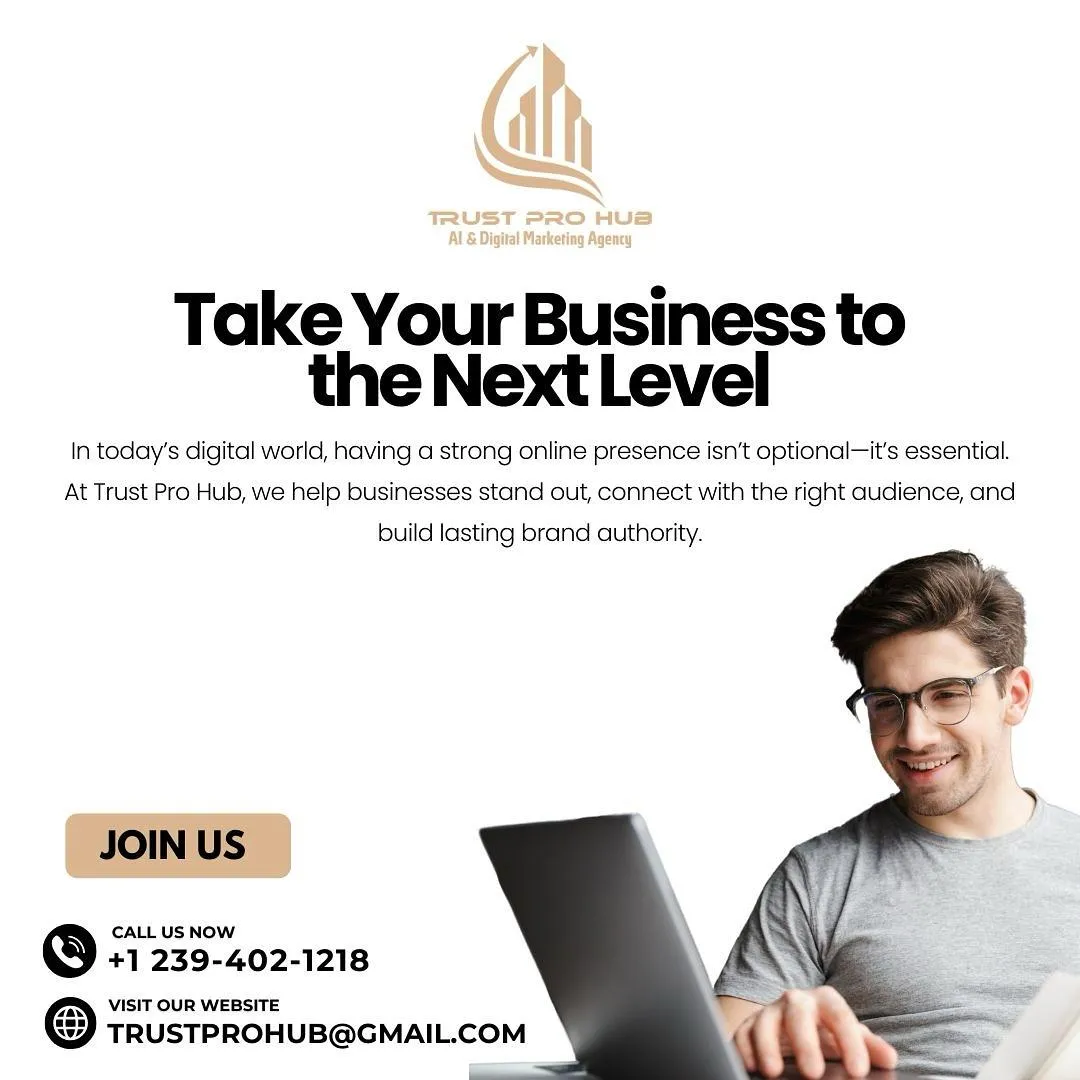 TRUST PRO HUB
AI & Digital Marketing Agency
Take Your Business to
the Next Level
In today’s digital world, having a strong online presence isn’t optional—it’s essential.
At Trust Pro Hub, we help businesses stand out, connect with the right audience, and
build lasting brand authority.
JOIN US
CALL US NOW
+1 239-402-1218
VISIT OUR WEBSITE
TRUSTPROHUB@GMAIL.COM